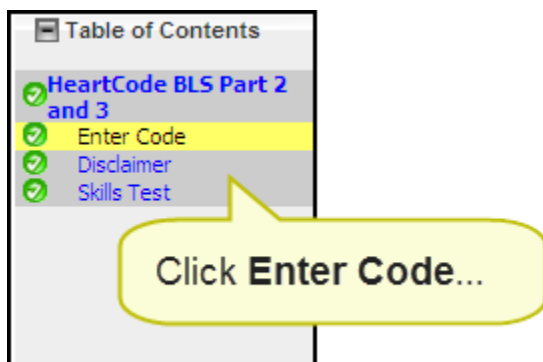 Table of Contents
HeartCode BLS Part 2
and 3
Enter Code
Disclaimer
Skills Test
Click Enter Code...